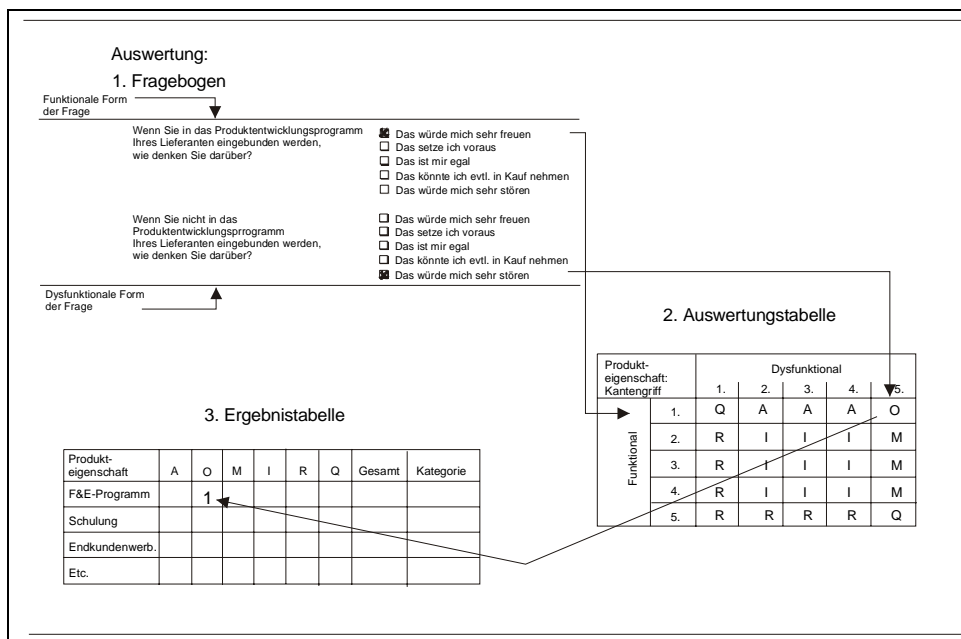 Auswertung:
1. Fragebogen
Funktionale Form
der Frage
Wenn Sie in das Produktentwicklungsprogramm
Ihres Lieferanten eingebunden werden,
wie denken Sie darüber?
Das würde mich sehr freuen
Das setze ich voraus
Das ist mir egal
Das könnte ich evtl. in Kauf nehmen
Das würde mich sehr stören
Wenn Sie nicht in das
Produktentwicklungsprrogramm
Ihres Lieferanten eingebunden werden,
wie denken Sie darüber?
Das würde mich sehr freuen
Das setze ich voraus
Das ist mir egal
Das könnte ich evtl. in Kauf nehmen
Das würde mich sehr stören
Dysfunktionale Form
der Frage
2. Auswertungstabelle
Produkt-
eigenschaft:
Kantengriff
Dysfunktional
1. 2. 3. 4. 5.
Funktional
1. Q A A A O
2. R I I I M
3. R I I I M
4. R I I I M
5. R R R R Q
3. Ergebnistabelle
Produkt-
eigenschaft A O M I R Q Gesamt Kategorie
F&E-Programm 1
Schulung
Endkundenwerb.
Etc.